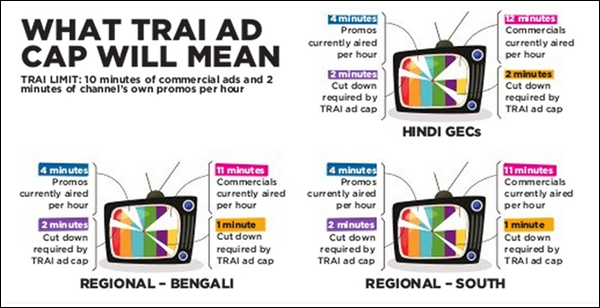 WHAT TRAI AD
CAP WILL MEAN
TRAI LIMIT: 10 minutes of commercial ads and 2
minutes of channel's own promos per hour
4 minutes
Promos
currently aired
per hour
2 minutes
Cut down
required by
TRAI ad cap
12 minutes
Commercials
currently aired
per hour
2 minutes
Cut down
required by
TRAI ad cap
HINDI GECs
4 minutes
Promos
currently aired
per hour
2 minutes
Cut down
required by
TRAI ad cap
11 minutes
Commercials
currently aired
per hour
1 minute
Cut down
required by
TRAI ad cap
REGIONAL – BENGALI
4 minutes
Promos
currently aired
per hour
2 minutes
Cut down
required by
TRAI ad cap
11 minutes
Commercials
currently aired
per hour
1 minute
Cut down
required by
TRAI ad cap
REGIONAL – SOUTH